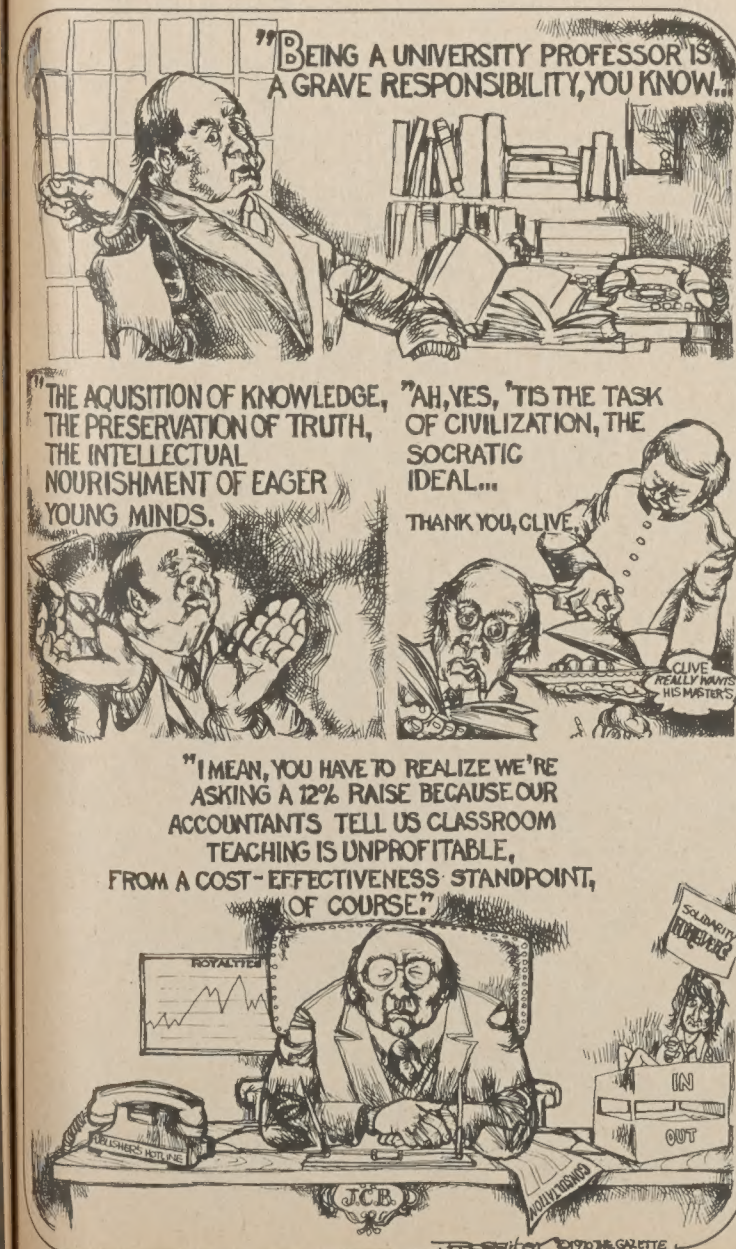 "BEING A UNIVERSITY PROFESSOR IS
A GRAVE RESPONSIBILITY, YOU KNOW...
"THE AQUISITION OF KNOWLEDGE,
THE PRESERVATION OF TRUTH,
THE INTELLECTUAL
NOURISHMENT OF EAGER
YOUNG MINDS.
"AH, YES, 'TIS THE TASK
OF CIVILIZATION, THE
SOCRATIC
IDEAL...
THANK YOU, CLIVE.
CLIVE
REALLY WANTS
HIS MASTER'S
"I MEAN, YOU HAVE TO REALIZE WE'RE
ASKING A 12% RAISE BECAUSE OUR
ACCOUNTANTS TELL US CLASSROOM
TEACHING IS UNPROFITABLE,
FROM A COST-EFFECTIVENESS STANDPOINT,
OF COURSE."
ROYALTIES
SOLIDARITY
FOREVER!
IN
OUT
PUBLISHER'S HOTLINE
CONSULTATION
J.C.B.
THE GAZETTE